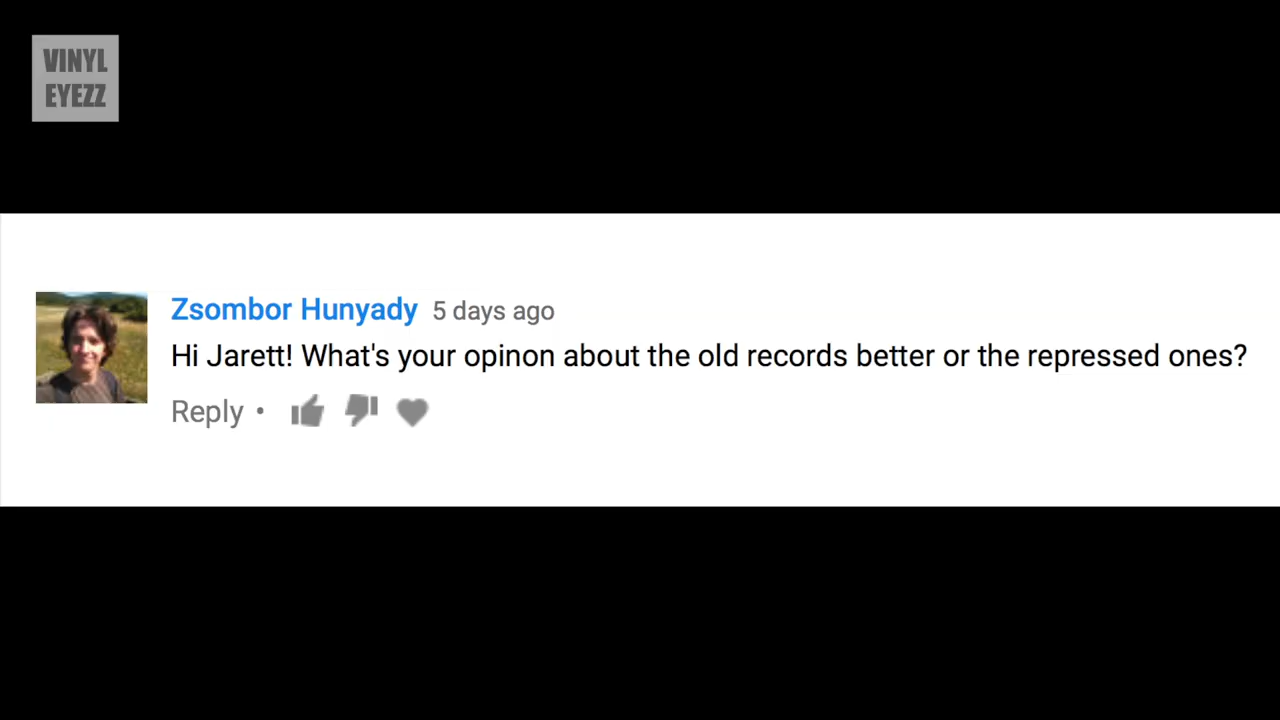 VINYL
EYEZZ
Zsombor Hunyady 5 days ago
Hi Jarett! What's your opinon about the old records better or the repressed ones?
Reply •